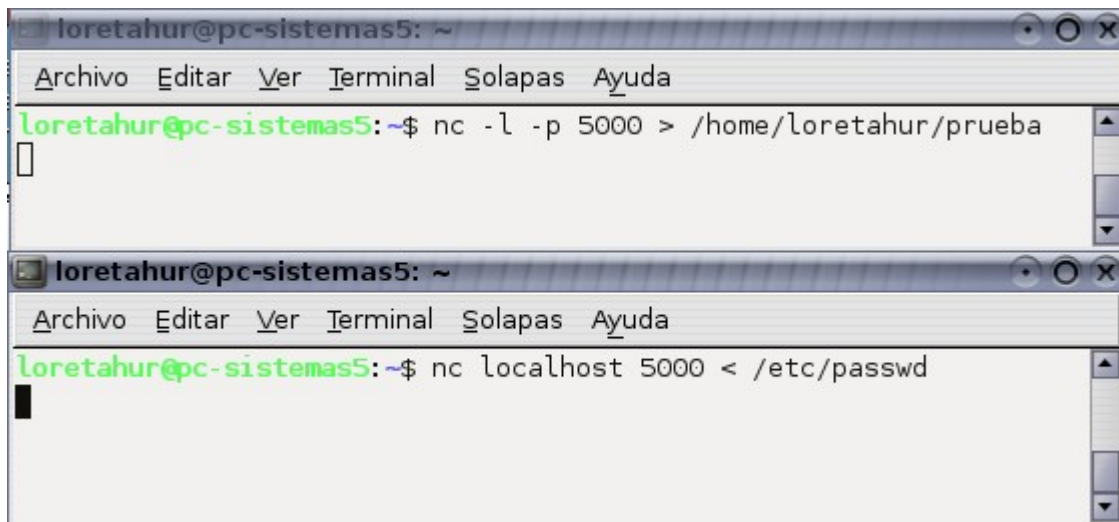 loretahur@pc-sistemas5: ~
Archivo Editar Ver Terminal Solapas Ayuda
loretahur@pc-sistemas5:~$ nc -l -p 5000 > /home/loretahur/prueba
loretahur@pc-sistemas5: ~
Archivo Editar Ver Terminal Solapas Ayuda
loretahur@pc-sistemas5:~$ nc localhost 5000 < /etc/passwd